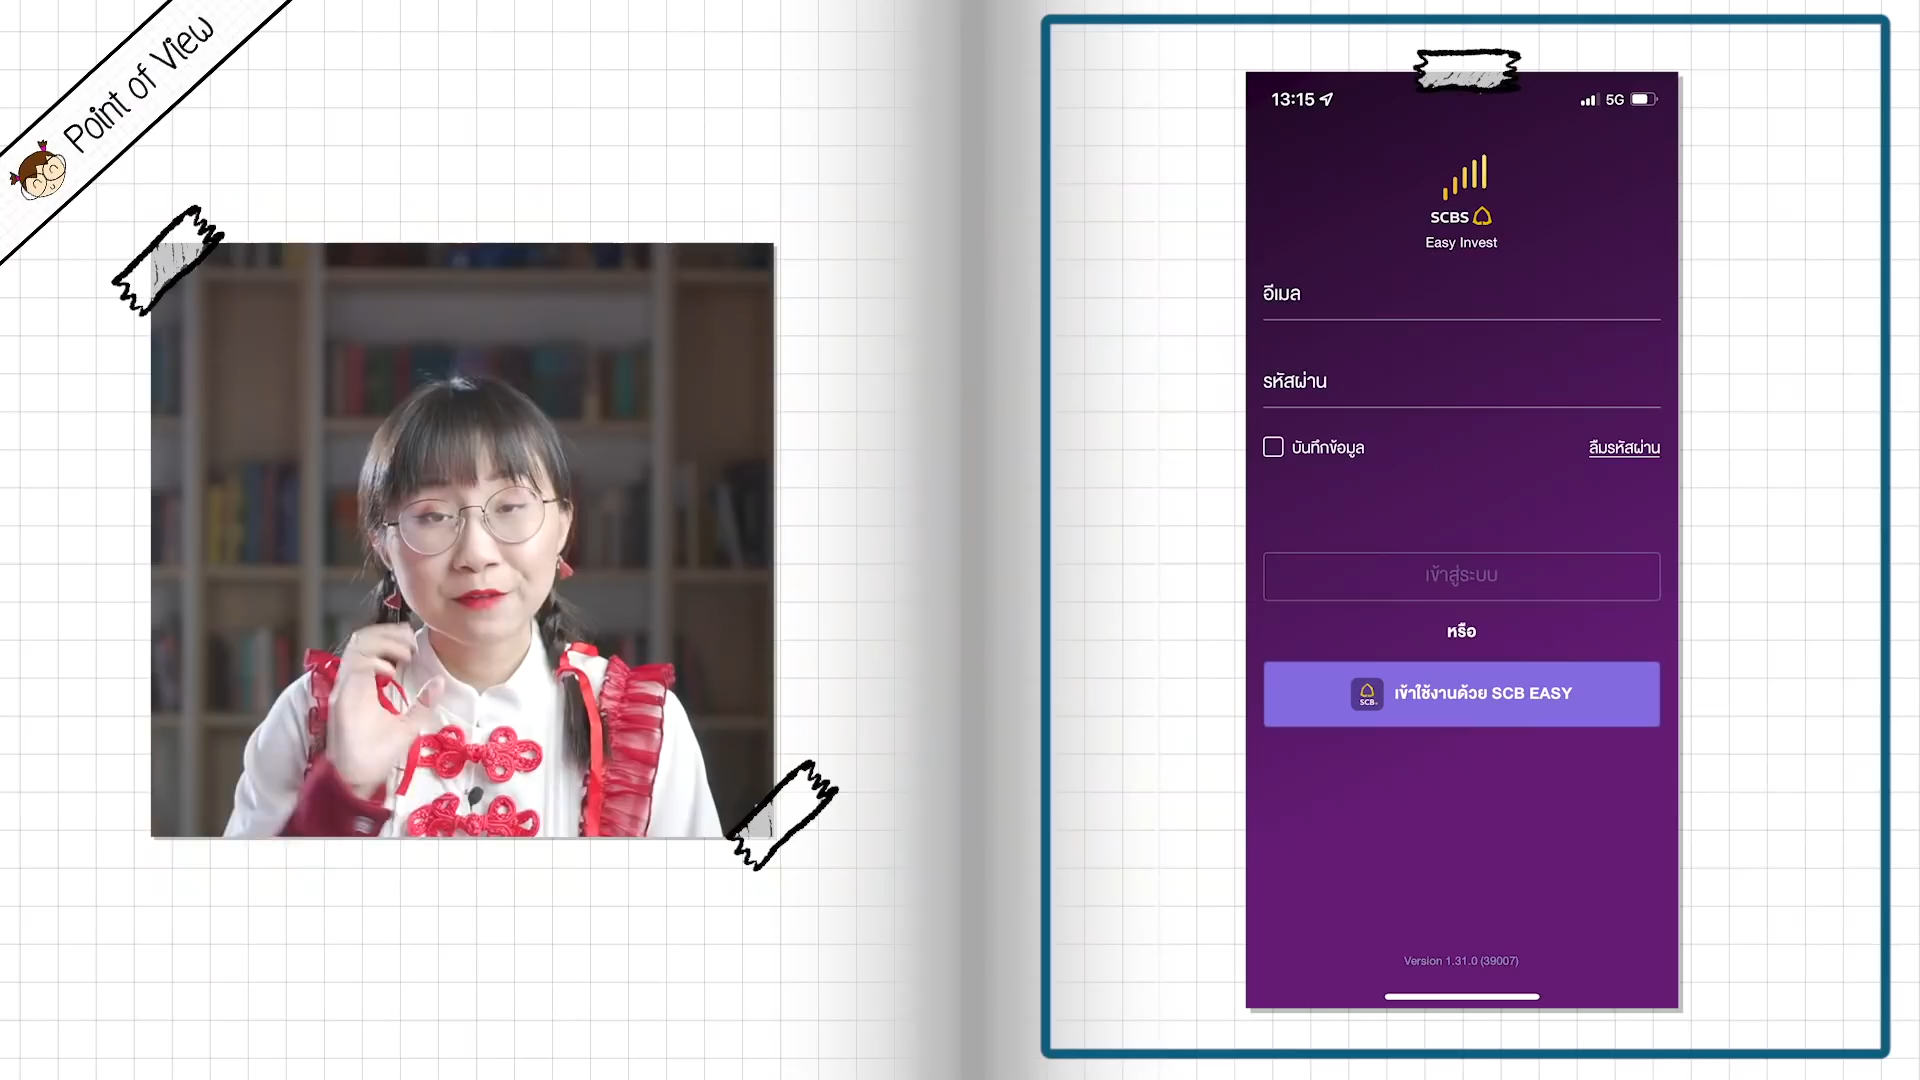 Point of View
13:15
5G
SCBS
Easy Invest
อีเมล
รหัสผ่าน
บันทึกข้อมูล
ลืมรหัสผ่าน
เข้าสู่ระบบ
หรือ
SCB
เข้าใช้งานด้วย SCB EASY
Version 1.31.0 (39007)